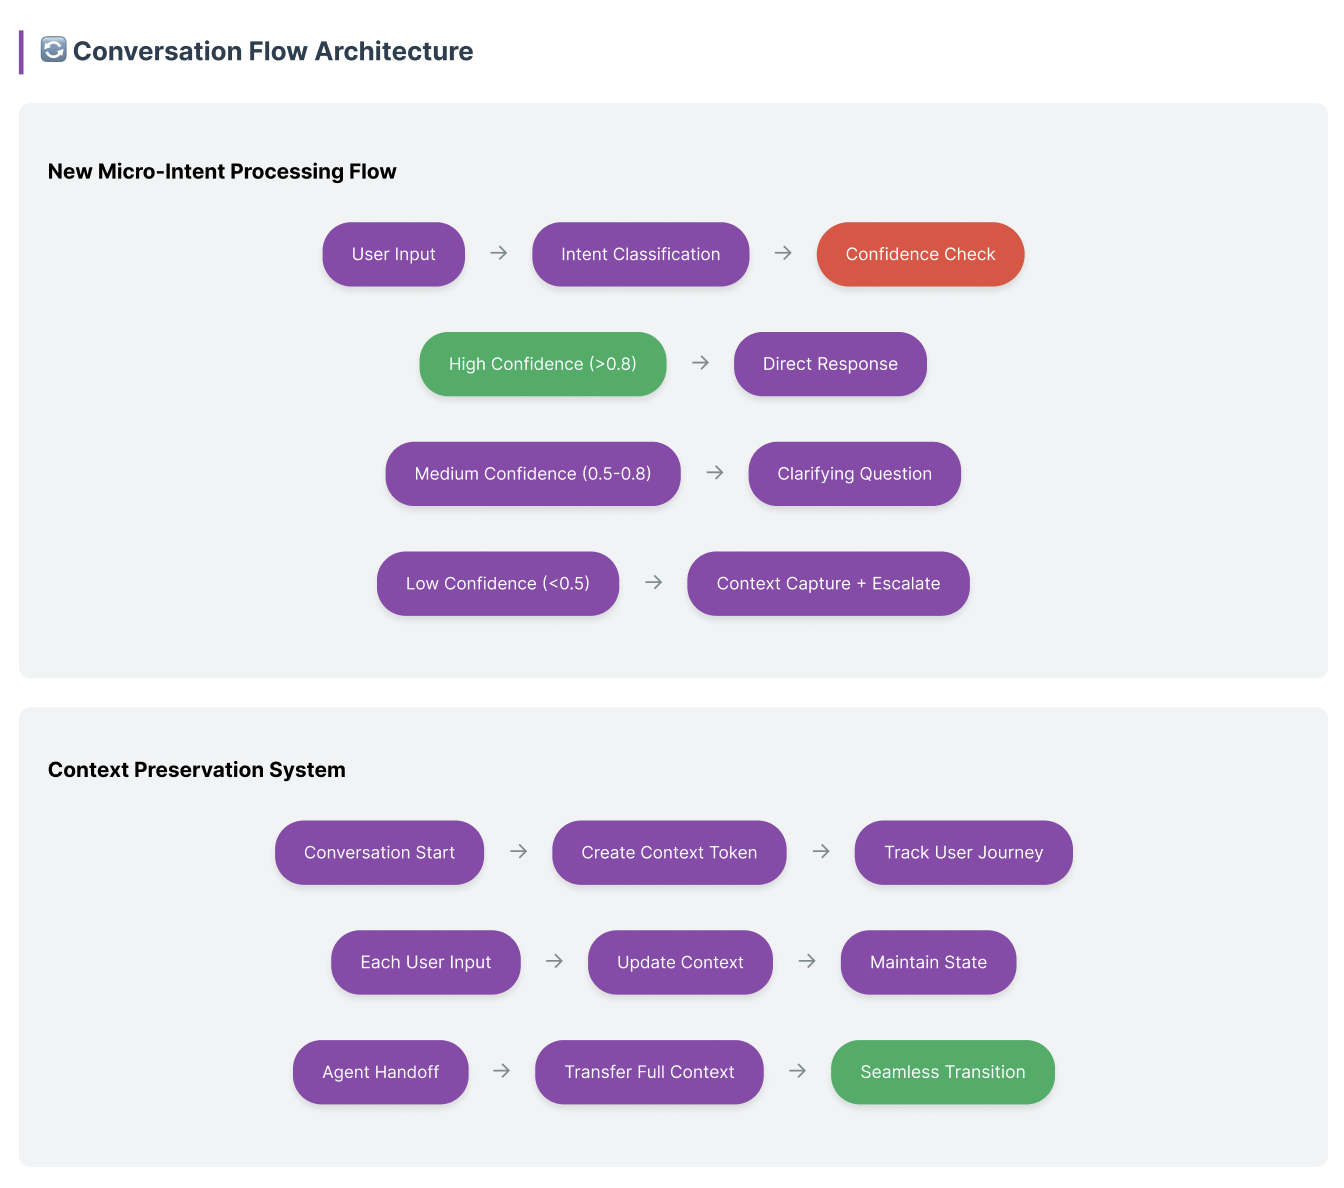 🔄 Conversation Flow Architecture
New Micro-Intent Processing Flow
User Input → Intent Classification → Confidence Check
High Confidence (>0.8) → Direct Response
Medium Confidence (0.5-0.8) → Clarifying Question
Low Confidence (<0.5) → Context Capture + Escalate
Context Preservation System
Conversation Start → Create Context Token → Track User Journey
Each User Input → Update Context → Maintain State
Agent Handoff → Transfer Full Context → Seamless Transition